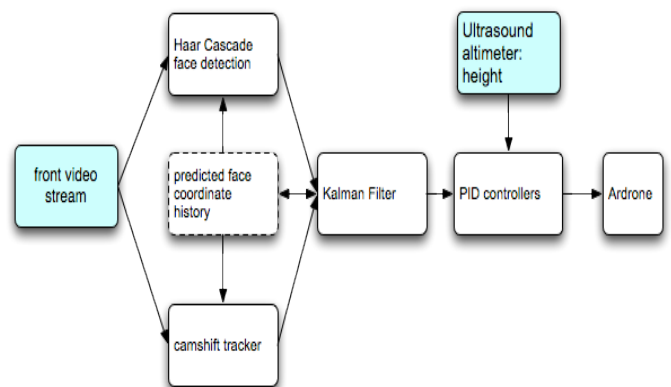 Haar Cascade
face detection
Ultrasound
altimeter:
height
front video
stream
predicted face
coordinate
history
Kalman Filter
PID controllers
Ardrone
camshift tracker